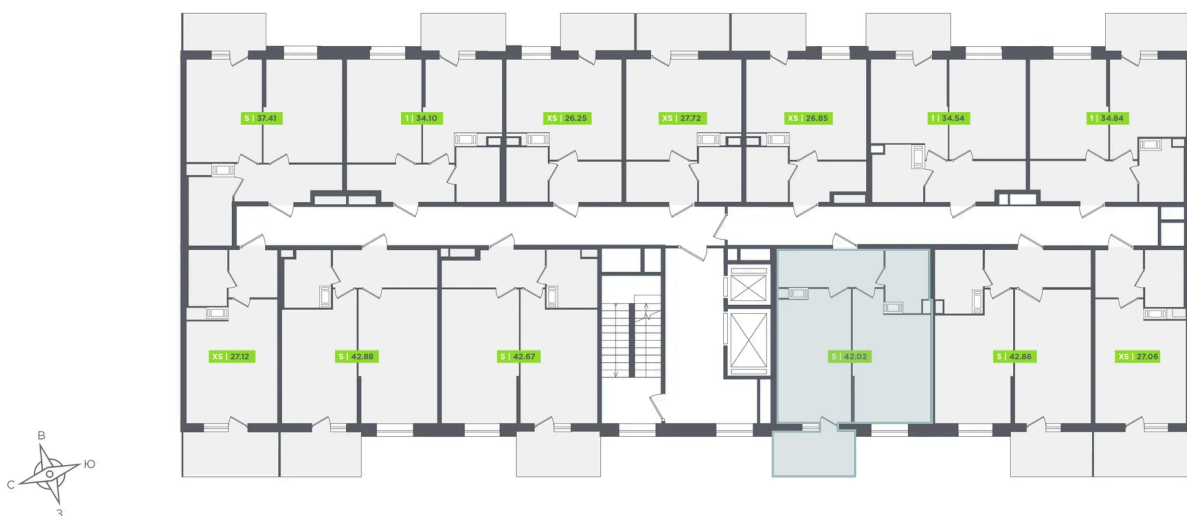 S | 37.41
1 | 34.10
XS | 26.25
XS | 27.72
XS | 26.85
1 | 34.54
1 | 34.84
XS | 27.12
S | 42.88
S | 42.67
S | 42.02
S | 42.86
XS | 27.06
В
Ю
С
З